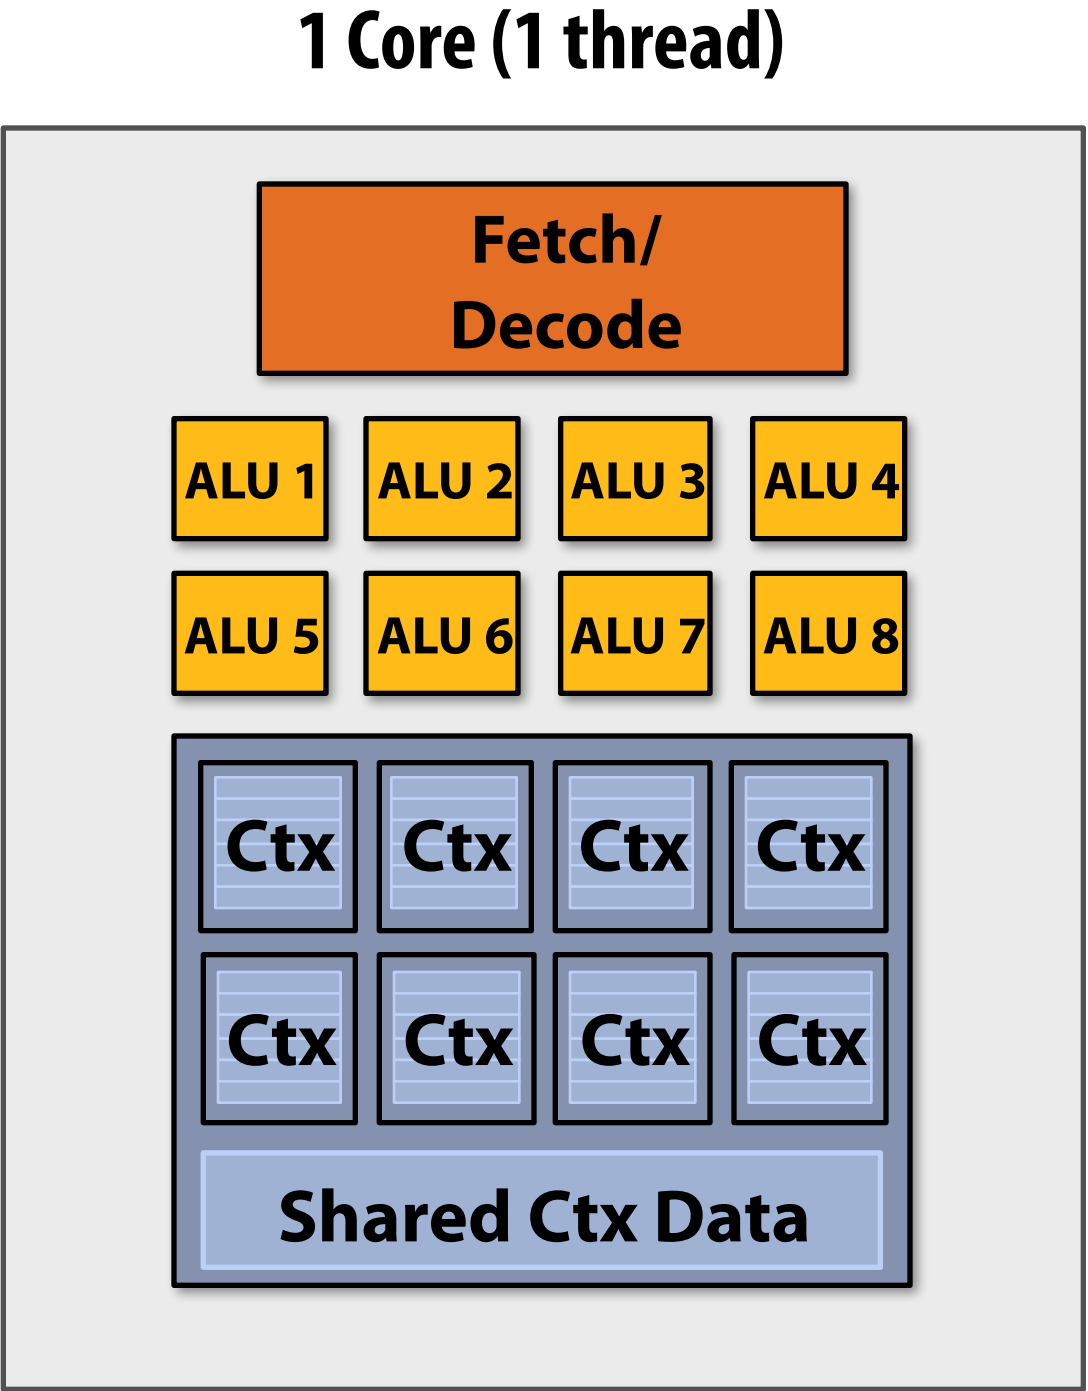 1 Core (1 thread)
Fetch/
Decode
ALU 1 ALU 2 ALU 3 ALU 4
ALU 5 ALU 6 ALU 7 ALU 8
Ctx Ctx Ctx Ctx
Ctx Ctx Ctx Ctx
Shared Ctx Data